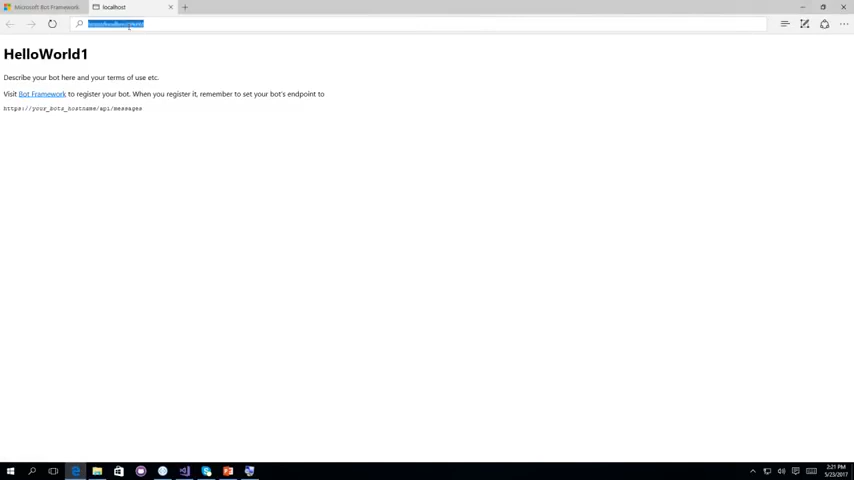 Microsoft Bot Framework
localhost
HelloWorld1
Describe your bot here and your terms of use etc.
Visit Bot Framework to register your bot. When you register it, remember to set your bot's endpoint to
https://your_bots_hostname/api/messages
2:21 PM
5/23/2017